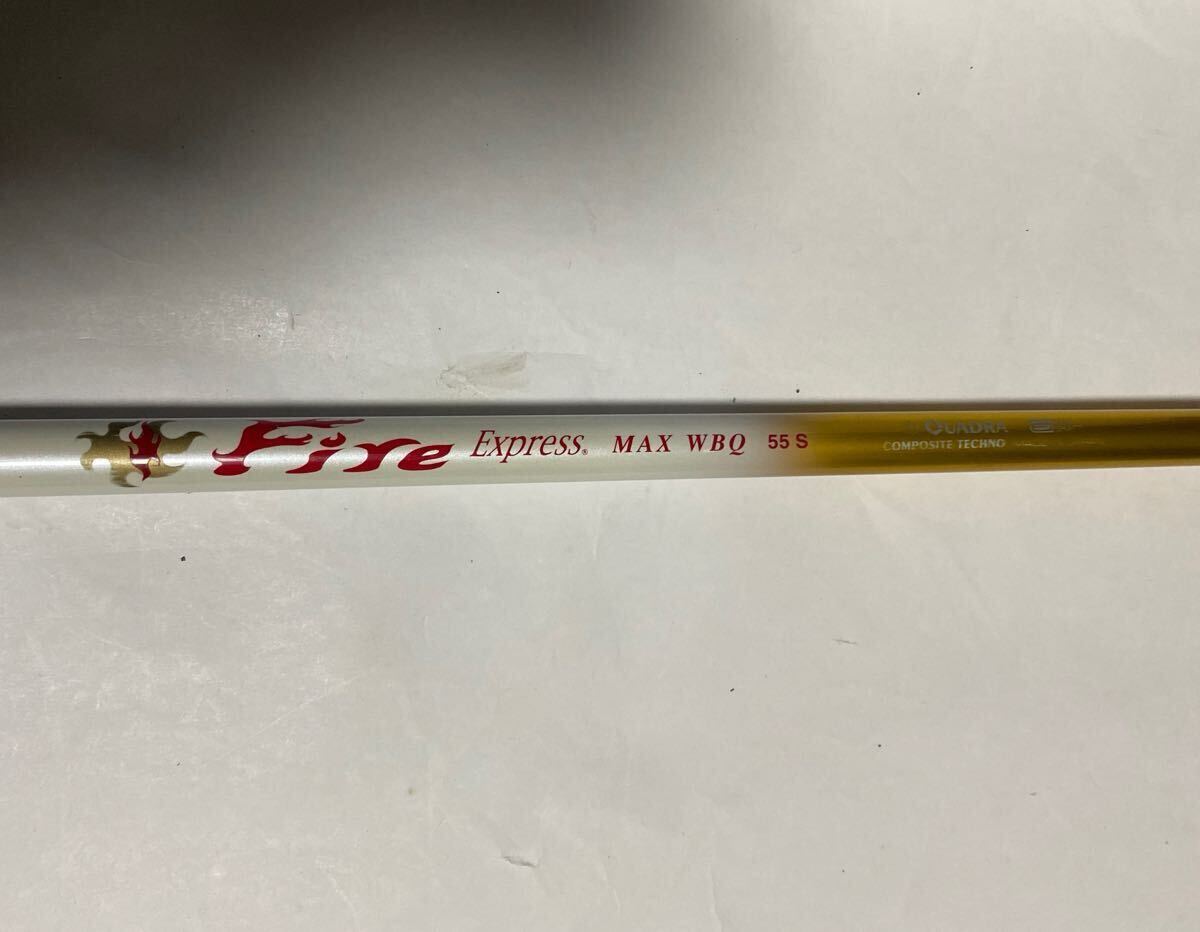 Fire Express® MAX WBQ 55 S
QUADRA
COMPOSITE TECHNO